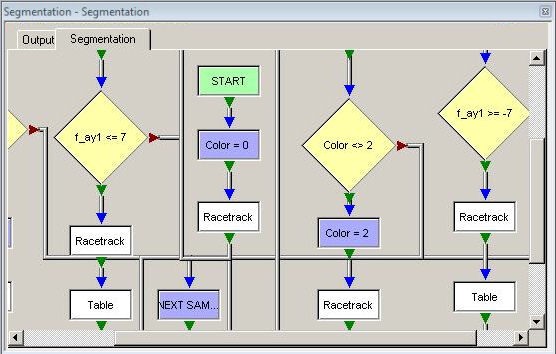 Segmentation - Segmentation
Output
Segmentation
START
f_ay1 <= 7
Color = 0
Color <> 2
f_ay1 >= -7
Racetrack
Racetrack
Color = 2
Racetrack
Table
NEXT SAM...
Racetrack
Table